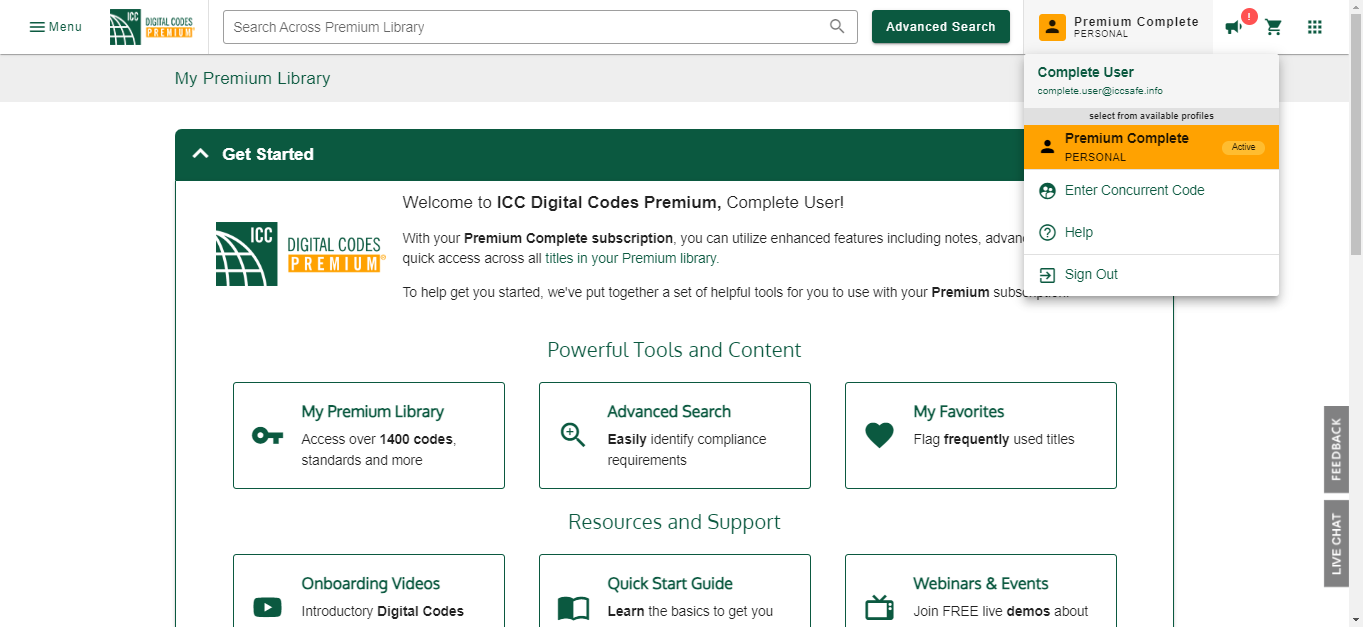 Menu
ICC
DIGITAL CODES
PREMIUM
Search Across Premium Library
Advanced Search
Premium Complete
PERSONAL
!
My Premium Library
Complete User
complete.user@iccsafe.info
select from available profiles
Premium Complete
PERSONAL
Active
Enter Concurrent Code
Help
Sign Out
Get Started
ICC
DIGITAL CODES
PREMIUM®
Welcome to ICC Digital Codes Premium, Complete User!
With your Premium Complete subscription, you can utilize enhanced features including notes,
quick access across all titles in your Premium library.
To help get you started, we've put together a set of helpful tools for you to use with your Premium subscription.
Powerful Tools and Content
My Premium Library
Access over 1400 codes,
standards and more
Advanced Search
Easily identify compliance
requirements
My Favorites
Flag frequently used titles
Resources and Support
Onboarding Videos
Introductory Digital Codes
Quick Start Guide
Learn the basics to get you
Webinars & Events
Join FREE live demos about
FEEDBACK
LIVE CHAT